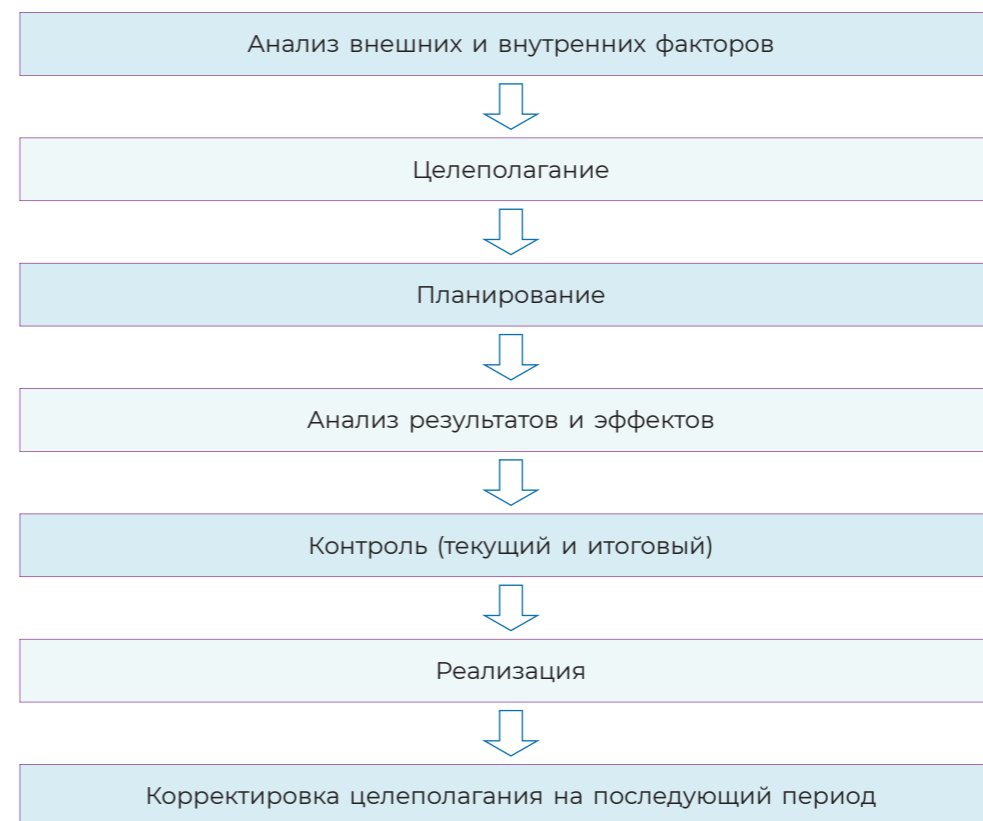 Анализ внешних и внутренних факторов
Целеполагание
Планирование
Анализ результатов и эффектов
Контроль (текущий и итоговый)
Реализация
Корректировка целеполагания на последующий период